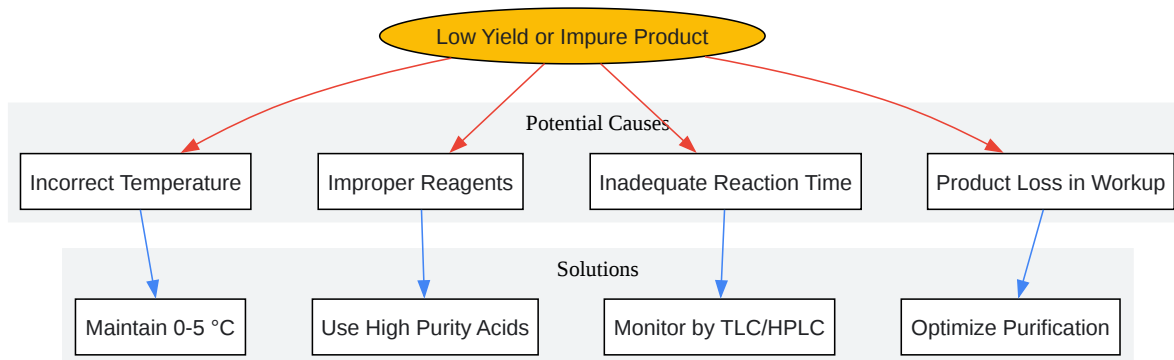 Low Yield or Impure Product
Potential Causes
Incorrect Temperature
Improper Reagents
Inadequate Reaction Time
Product Loss in Workup
Solutions
Maintain 0-5 °C
Use High Purity Acids
Monitor by TLC/HPLC
Optimize Purification